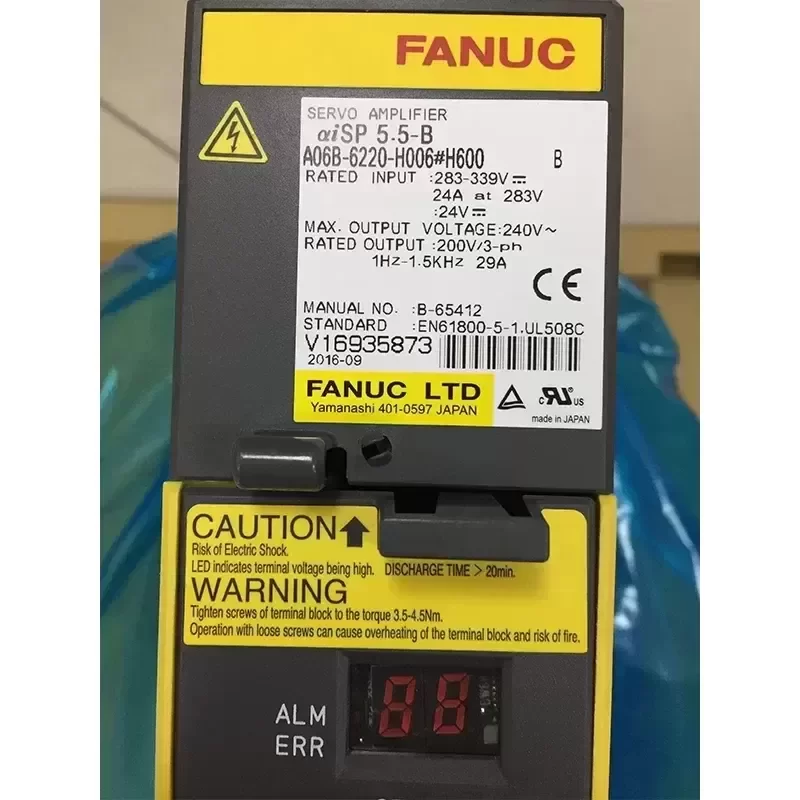 FANUC
SERVO AMPLIFIER
αiSP 5.5-B
A06B-6220-H006#H600 B
RATED INPUT :283-339V⎓
24A at 283V
:24V⎓
MAX. OUTPUT VOLTAGE:240V~
RATED OUTPUT :200V/3-ph
1Hz-1.5KHz 29A
CE
MANUAL NO. :B-65412
STANDARD :EN61800-5-1.UL508C
V16935873
2016-09
FANUC LTD
Yamanashi 401-0597 JAPAN
c RU US
made in JAPAN
CAUTION
Risk of Electric Shock.
LED indicates terminal voltage being high. DISCHARGE TIME > 20min.
WARNING
Tighten screws of terminal block to the torque 3.5-4.5Nm.
Operation with loose screws can cause overheating of the terminal block and risk of fire.
ALM
ERR
88